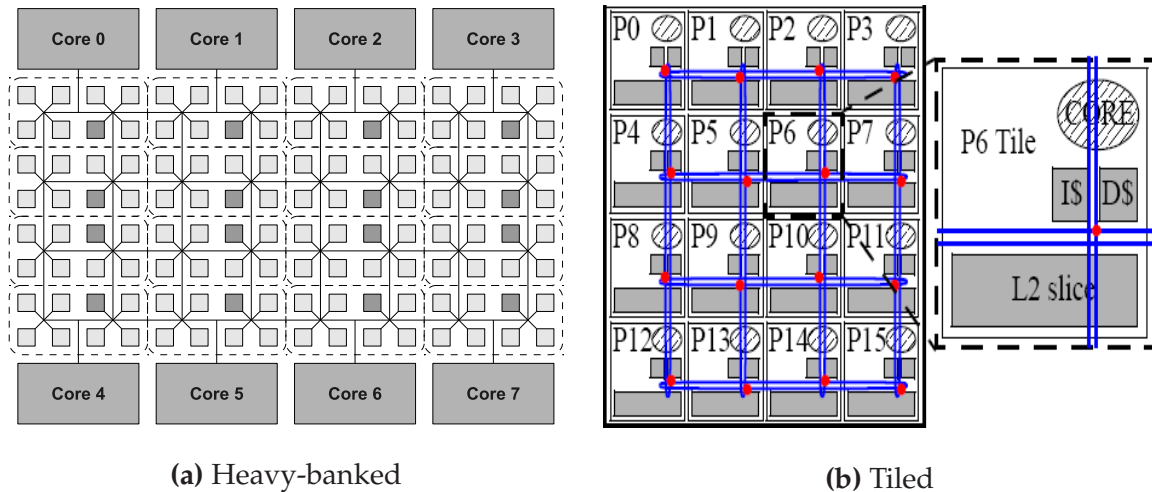 Core 0 Core 1 Core 2 Core 3
Core 4 Core 5 Core 6 Core 7
(a) Heavy-banked
P0 P1 P2 P3
P4 P5 P6 P7
P8 P9 P10 P11
P12 P13 P14 P15
CORE
P6 Tile
I$ D$
L2 slice
(b) Tiled